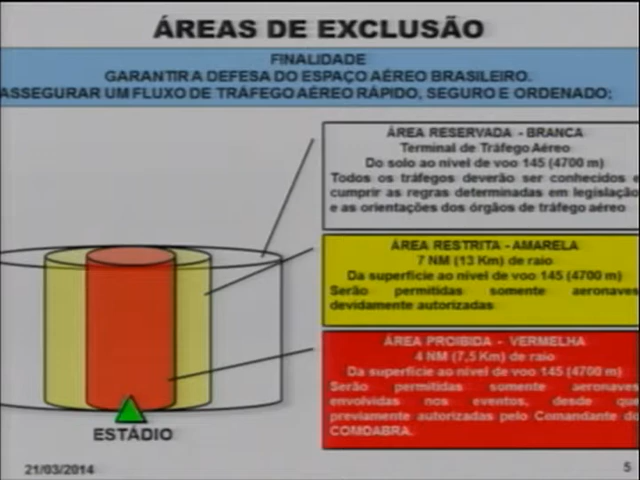 ÁREAS DE EXCLUSÃO
FINALIDADE
GARANTIR A DEFESA DO ESPAÇO AÉREO BRASILEIRO.
ASSEGURAR UM FLUXO DE TRÁFEGO AÉREO RÁPIDO, SEGURO E ORDENADO;
ÁREA RESERVADA - BRANCA
Terminal de Tráfego Aéreo
Do solo ao nível de voo 145 (4700 m)
Todos os tráfegos deverão ser conhecidos e
cumprir as regras determinadas em legislação
e as orientações dos órgãos de tráfego aéreo
ÁREA RESTRITA - AMARELA
7 NM (13 Km) de raio
Da superfície ao nível de voo 145 (4700 m)
Serão permitidas somente aeronaves
devidamente autorizadas
ÁREA PROIBIDA - VERMELHA
4 NM (7,5 Km) de raio
Da superfície ao nível de voo 145 (4700 m)
Serão permitidas somente aeronaves
envolvidas nos eventos, desde que
previamente autorizadas pelo Comandante do
COMDABRA.
ESTÁDIO
21/03/2014
5